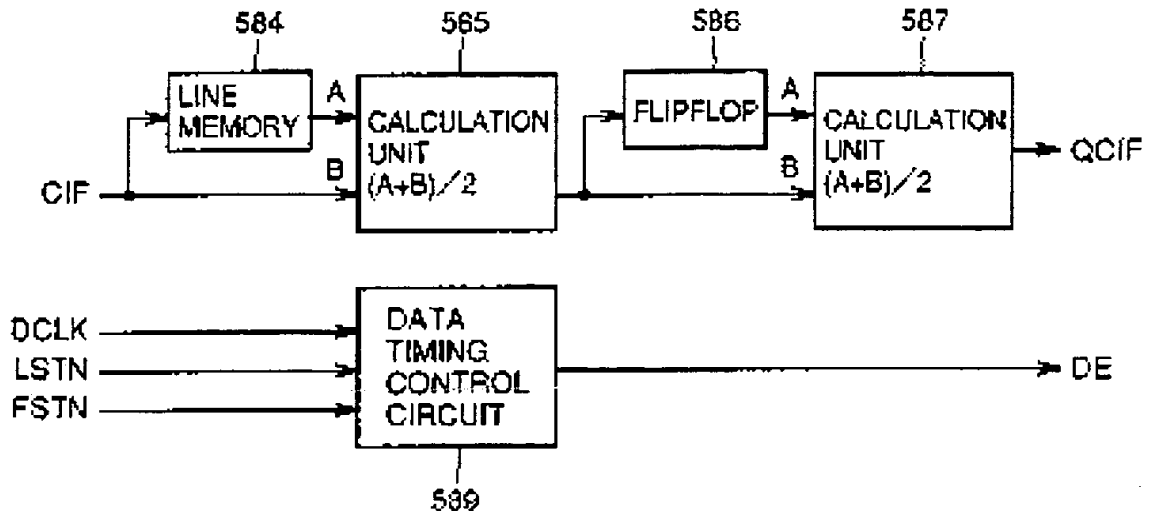 584
585
586
587
LINE
MEMORY
A
CALCULATION
UNIT
(A+B)/2
B
CIF
FLIPFLOP
A
CALCULATION
UNIT
(A+B)/2
B
QCIF
DCLK
LSTN
FSTN
DATA
TIMING
CONTROL
CIRCUIT
DE
589